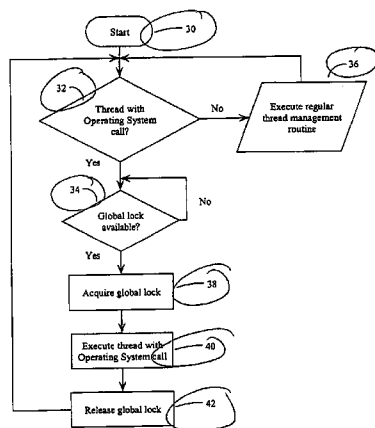 Start
30
36
32
Thread with
Operating System
call?
No
Execute regular
thread management
routine
Yes
34
Global lock
available?
No
Yes
Acquire global lock
38
Execute thread with
Operating System call
40
Release global lock
42